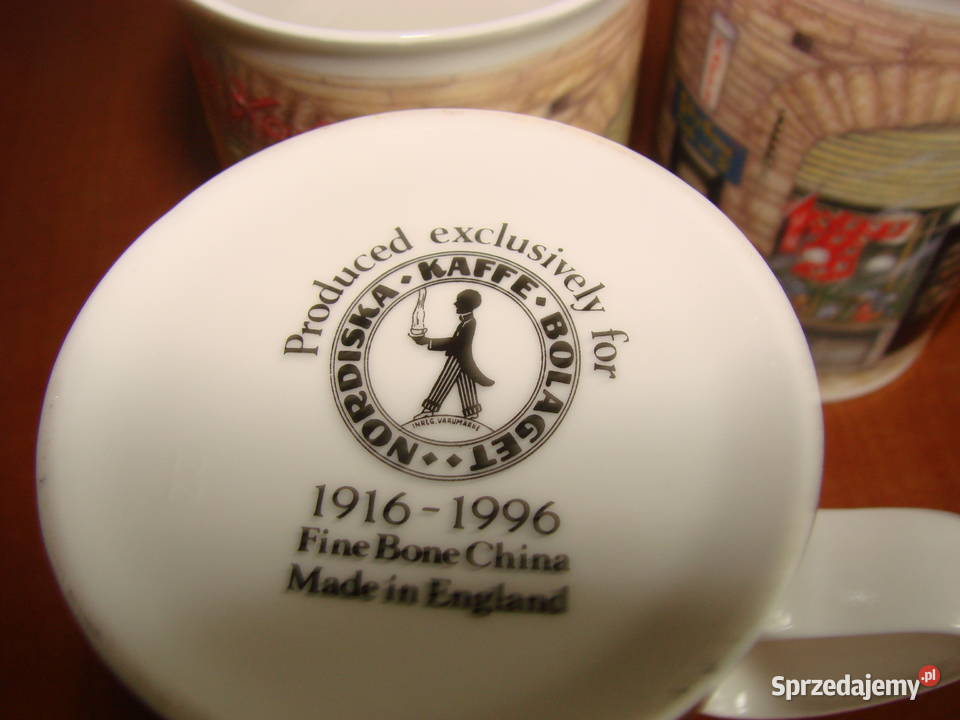 Produced exclusively for
NORDISKA · KAFFE · BOLAGET
INREG. VARUMÄRKE
1916 - 1996
Fine Bone China
Made in England
Sprzedajemy.pl